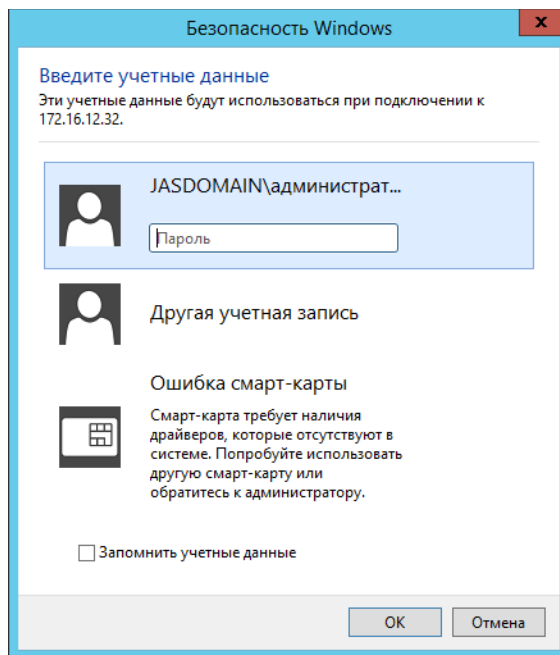 Безопасность Windows
x
Введите учетные данные
Эти учетные данные будут использоваться при подключении к
172.16.12.32.
JASDOMAIN\администрат...
Пароль
Другая учетная запись
Ошибка смарт-карты
Смарт-карта требует наличия
драйверов, которые отсутствуют в
системе. Попробуйте использовать
другую смарт-карту или
обратитесь к администратору.
Запомнить учетные данные
OK
Отмена